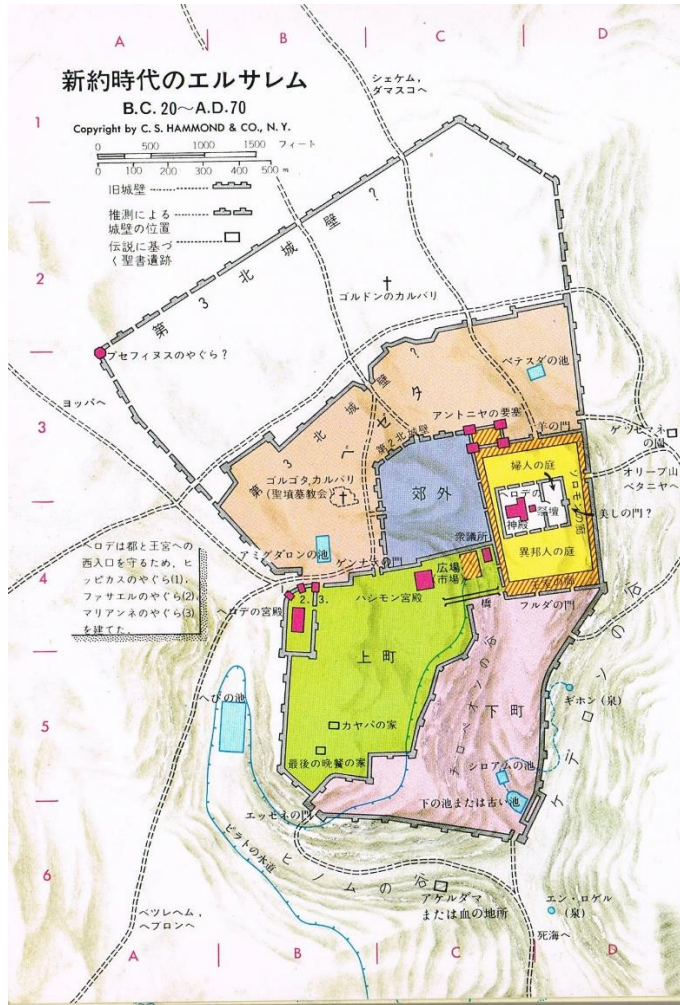 A
B
C
D
新約時代のエルサレム
B.C. 20〜A.D.70
Copyright by C. S. HAMMOND & CO., N. Y.
0 500 1000 1500 フィート
0 100 200 300 400 500 m
旧城壁
推測による
城壁の位置
伝説に基づ
く聖書遺跡
シェケム,
ダマスコへ
1
2
3
4
5
6
第3北城壁?
ゴルドンのカルバリ
プセフィヌスのやぐら?
ヨッパへ
ベテスダの池
第3北城壁?
ベゼタ
第2北城壁
アントニヤの要塞
羊の門
ゲツセマネ
の園
オリーブ山
ベタニヤへ
ゴルゴタ,カルバリ
(聖墳墓教会)
郊外
婦人の庭
ヘロデの
神殿
祭壇
ソロモンの廊
美しの門?
異邦人の庭
衆議所
アミグダロンの池
ゲンナテの門
広場
市場
ハシモン宮殿
橋
フルダの門
ヘロデは都と王宮への
西入口を守るため,ヒ
ッピカスのやぐら(1),
ファサエルのやぐら(2),
マリアンネのやぐら(3)
を建てた.
2. 3.
ヘロデの宮殿
上町
下町
チロペオンの谷
ケデロンの谷
へびの池
カヤパの家
最後の晩餐の家
ギホン(泉)
シロアムの池
下の池または古い池
エッセネの門
ピラトの水道
ヒノムの谷
アケルダマ
または血の地所
エン・ロゲル
(泉)
ベツレヘム,
ヘブロンへ
死海へ
A
B
C
D